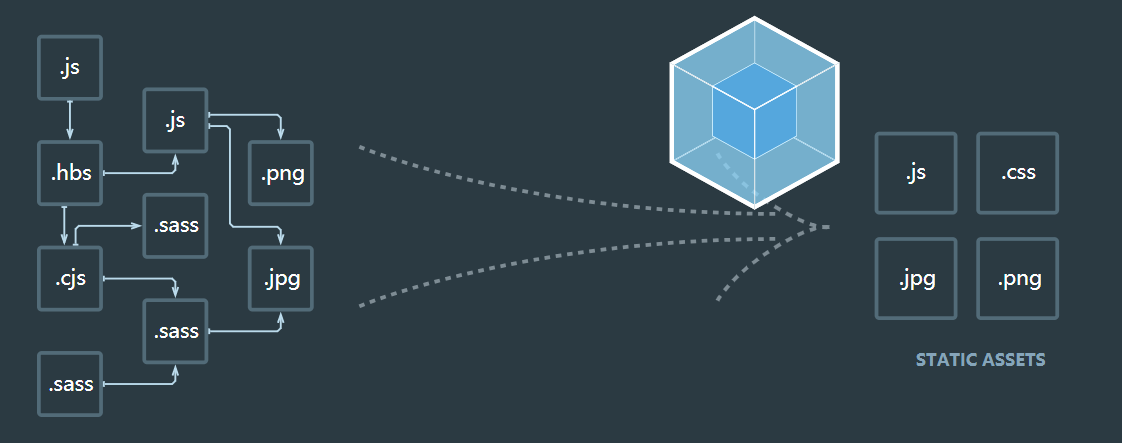 .js
.js
.hbs
.png
.sass
.cjs
.jpg
.sass
.sass
.js
.css
.jpg
.png
STATIC ASSETS